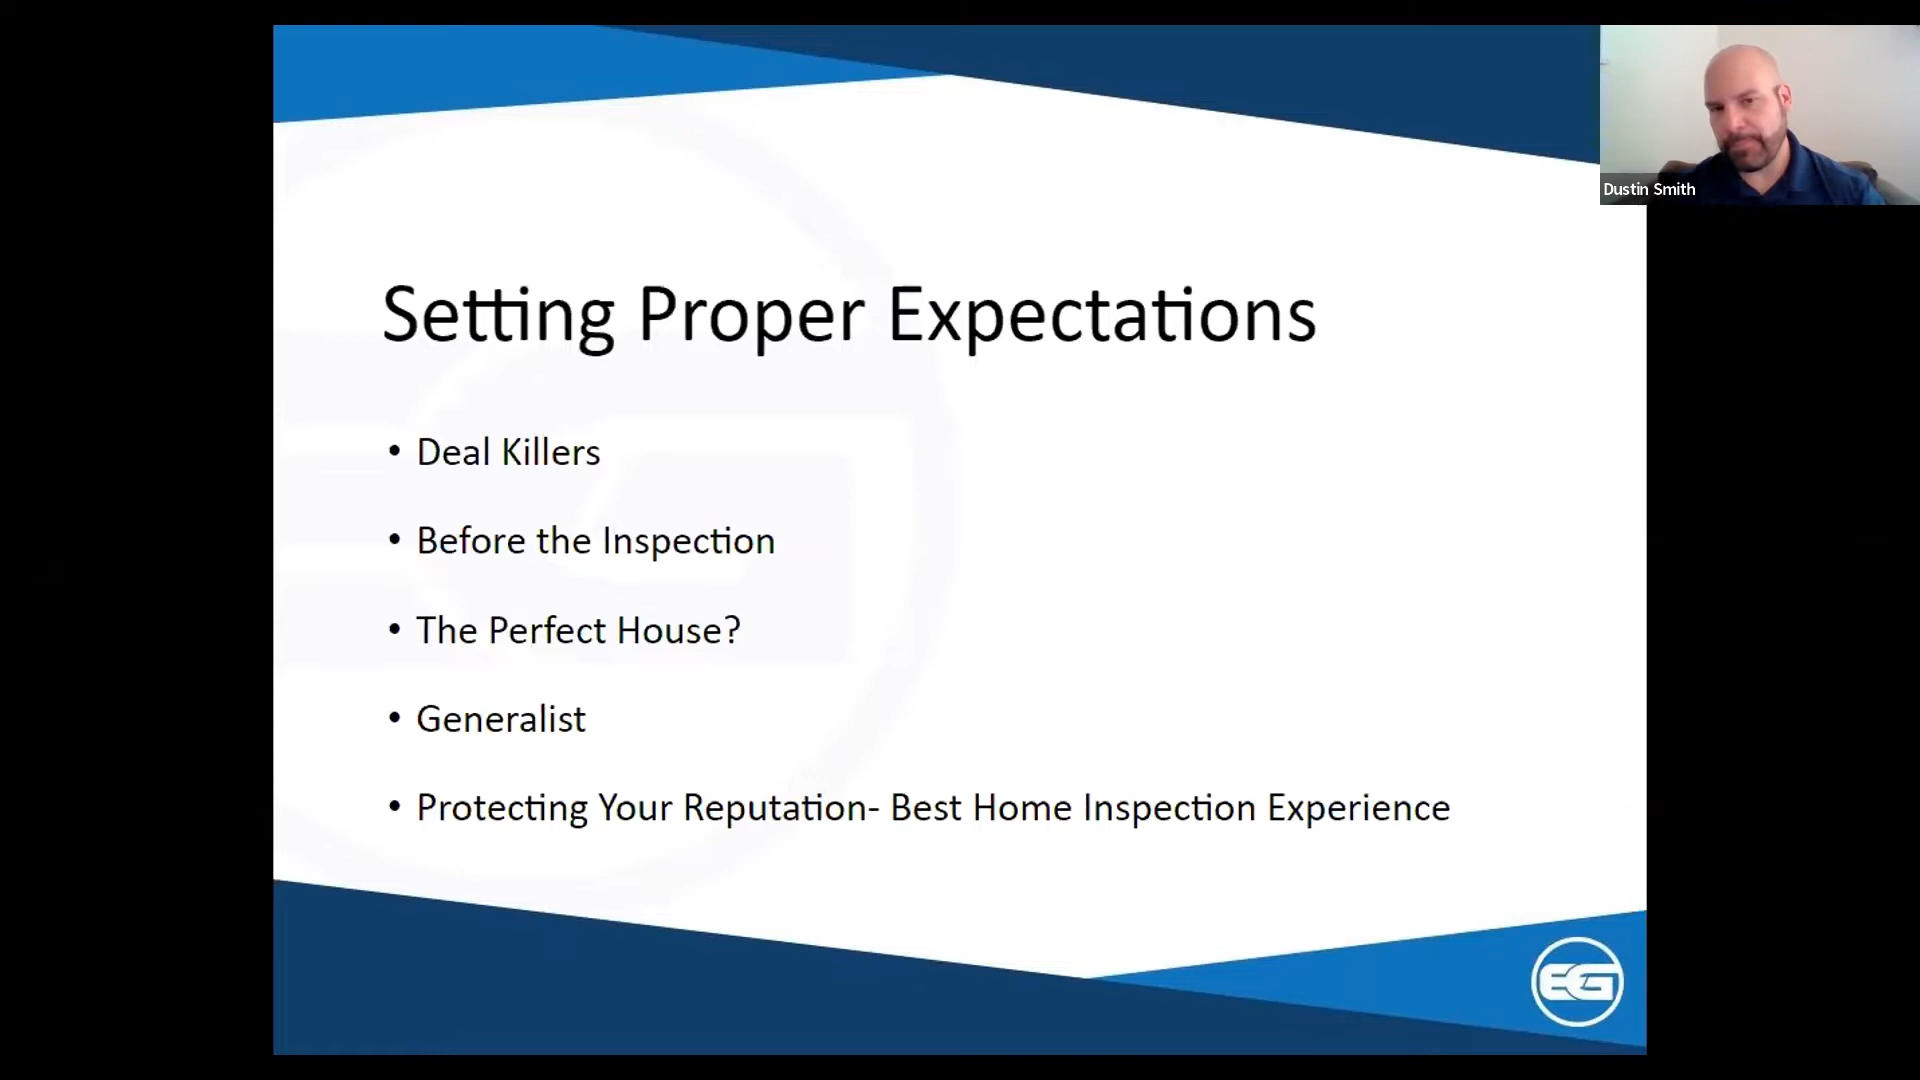 Dustin Smith
Setting Proper Expectations
• Deal Killers
• Before the Inspection
• The Perfect House?
• Generalist
• Protecting Your Reputation- Best Home Inspection Experience
EG